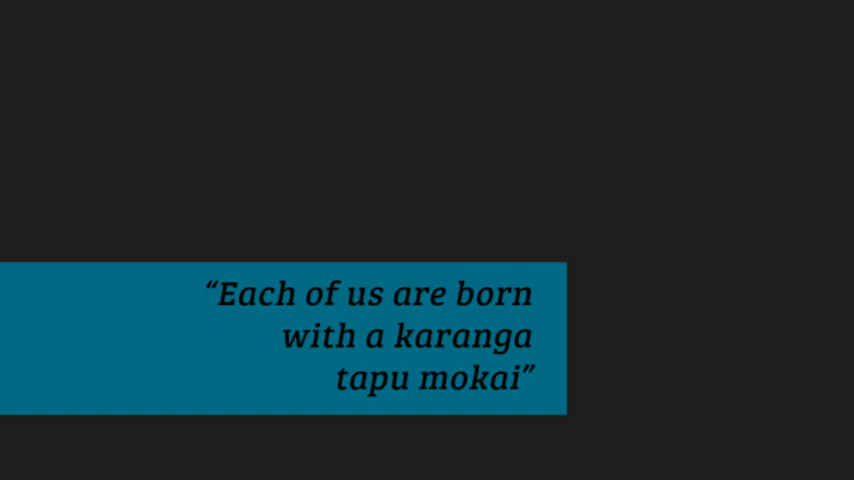 “Each of us are born
with a karanga
tapu mokai”